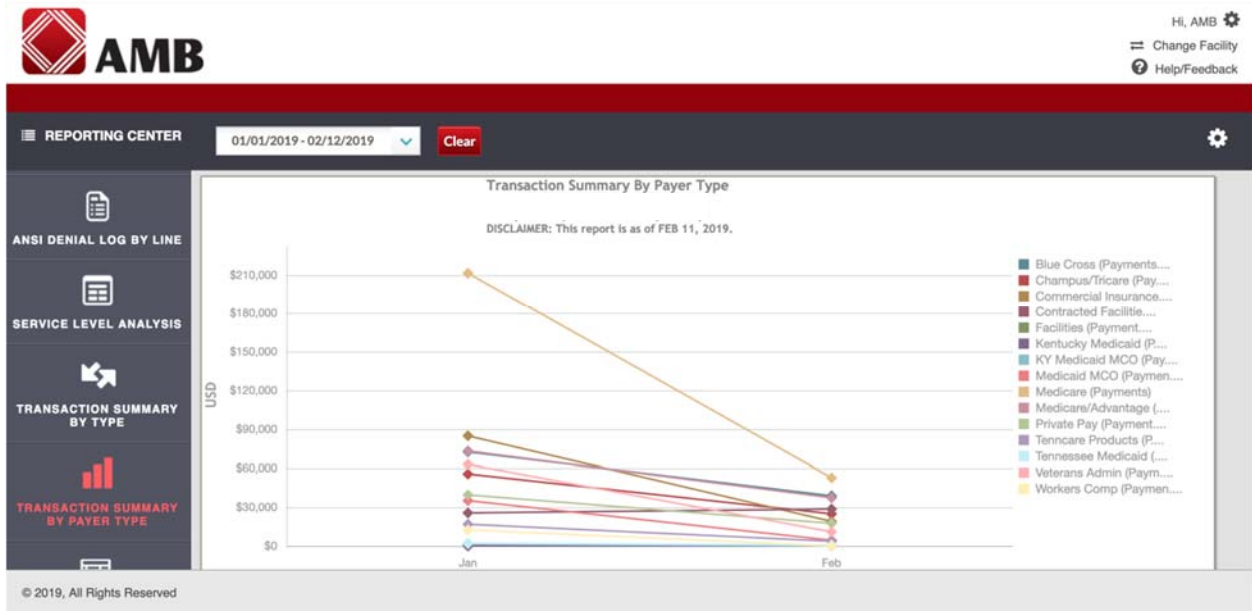 AMB
Hi, AMB
Change Facility
Help/Feedback
REPORTING CENTER
01/01/2019 - 02/12/2019
Clear
ANSI DENIAL LOG BY LINE
SERVICE LEVEL ANALYSIS
TRANSACTION SUMMARY
BY TYPE
TRANSACTION SUMMARY
BY PAYER TYPE
Transaction Summary By Payer Type
DISCLAIMER: This report is as of FEB 11, 2019.
USD
$210,000
$180,000
$150,000
$120,000
$90,000
$60,000
$30,000
$0
Jan
Feb
Blue Cross (Payments....
Champus/Tricare (Pay....
Commercial Insurance....
Contracted Facilitie....
Facilities (Payment....
Kentucky Medicaid (P....
KY Medicaid MCO (Pay....
Medicaid MCO (Paymen....
Medicare (Payments)
Medicare/Advantage (....
Private Pay (Payment....
Tenncare Products (P....
Tennessee Medicaid (....
Veterans Admin (Paym....
Workers Comp (Paymen....
© 2019, All Rights Reserved